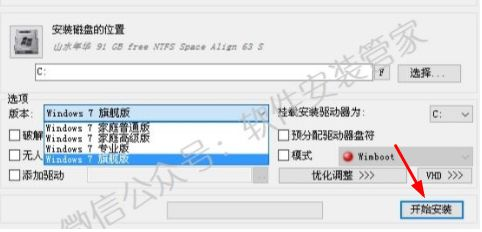 安装磁盘的位置
山水年华 91 GB free NTFS Space Align 63 S
C:
F
选择...
选项
版本:
Windows 7 旗舰版
挂载安装驱动器为:
C:
Windows 7 家庭普通版
Windows 7 家庭高级版
Windows 7 专业版
Windows 7 旗舰版
破解
预分配驱动器盘符
无人
模式
Wimboot
添加驱动
优化调整 >>>
VHD >>>
开始安装
微信公众号：软件安装管家